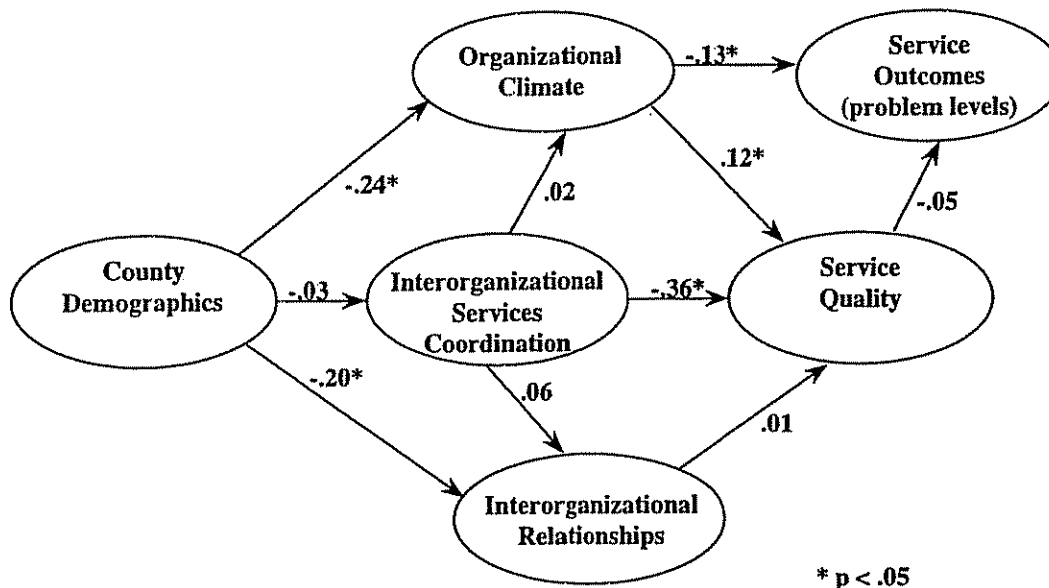 Organizational
Climate
-.13*
Service
Outcomes
(problem levels)
-.24*
.02
.12*
-.05
County
Demographics
-.03
Interorganizational
Services
Coordination
-.36*
Service
Quality
-.20*
.06
.01
Interorganizational
Relationships
* p < .05